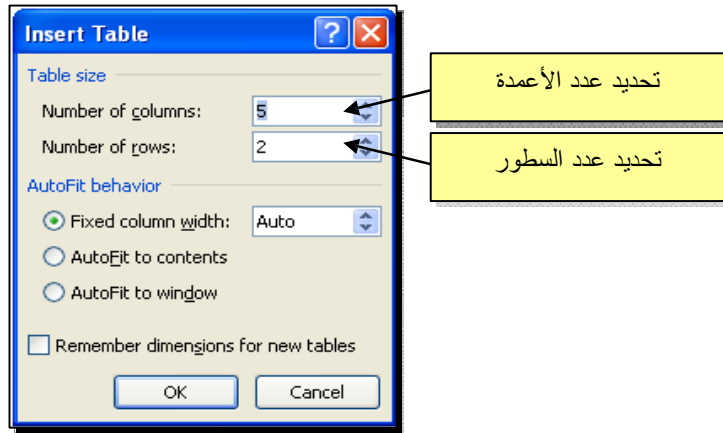 Insert Table
Table size
Number of columns: 5
تحديد عدد الأعمدة
Number of rows: 2
تحديد عدد السطور
AutoFit behavior
Fixed column width: Auto
AutoFit to contents
AutoFit to window
Remember dimensions for new tables
OK Cancel